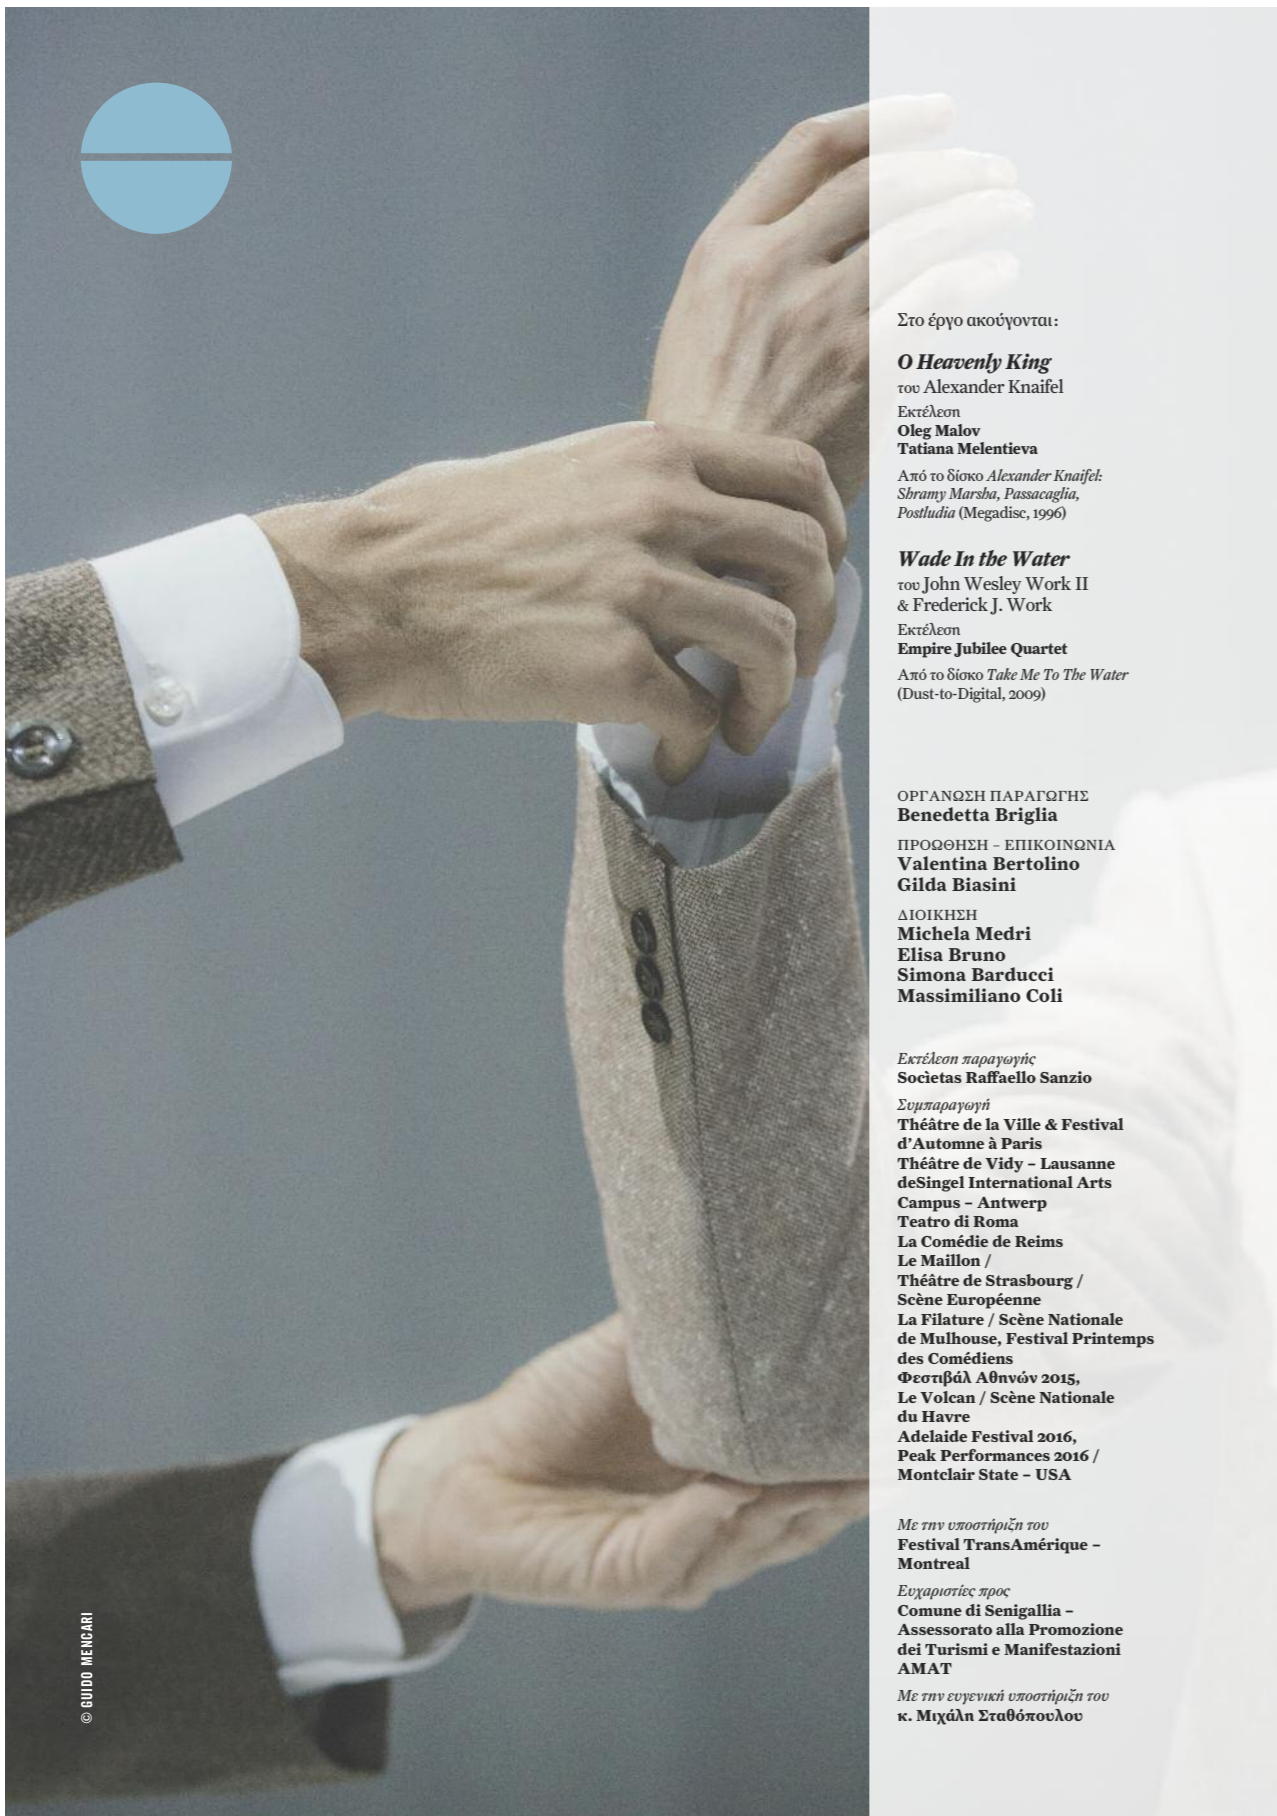 Στο έργο ακούγονται:
O Heavenly King
του Alexander Knaifel
Εκτέλεση
Oleg Malov
Tatiana Melentieva
Από το δίσκο Alexander Knaifel:
Shramy Marsha, Passacaglia,
Postludia (Megadisc, 1996)
Wade In the Water
του John Wesley Work II
& Frederick J. Work
Εκτέλεση
Empire Jubilee Quartet
Από το δίσκο Take Me To The Water
(Dust-to-Digital, 2009)
ΟΡΓΑΝΩΣΗ ΠΑΡΑΓΩΓΗΣ
Benedetta Briglia
ΠΡΟΩΘΗΣΗ – ΕΠΙΚΟΙΝΩΝΙΑ
Valentina Bertolino
Gilda Biasini
ΔΙΟΙΚΗΣΗ
Michela Medri
Elisa Bruno
Simona Barducci
Massimiliano Coli
Εκτέλεση παραγωγής
Socìetas Raffaello Sanzio
Συμπαραγωγή
Théâtre de la Ville & Festival
d’Automne à Paris
Théâtre de Vidy – Lausanne
deSingel International Arts
Campus – Antwerp
Teatro di Roma
La Comédie de Reims
Le Maillon /
Théâtre de Strasbourg /
Scène Européenne
La Filature / Scène Nationale
de Mulhouse, Festival Printemps
des Comédiens
Φεστιβάλ Αθηνών 2015,
Le Volcan / Scène Nationale
du Havre
Adelaide Festival 2016,
Peak Performances 2016 /
Montclair State – USA
Με την υποστήριξη του
Festival TransAmérique –
Montreal
Ευχαριστίες προς
Comune di Senigallia –
Assessorato alla Promozione
dei Turismi e Manifestazioni
AMAT
Με την ευγενική υποστήριξη του
κ. Μιχάλη Σταθόπουλου
© GUIDO MENCARI